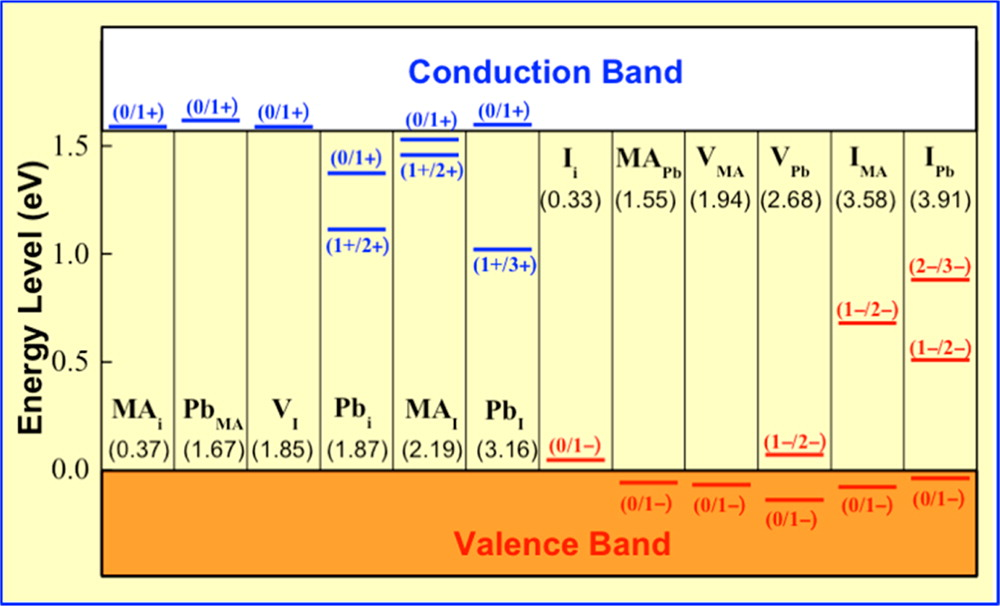 Conduction Band
(0/1+) (0/1+) (0/1+) (0/1+) (0/1+)
Energy Level (eV)
1.5
1.0
0.5
0.0
(0/1+)
(1+/2+)
(1+/2+)
(1+/3+)
I_i MA_Pb V_MA V_Pb I_MA I_Pb
(0.33) (1.55) (1.94) (2.68) (3.58) (3.91)
(2−/3−)
(1−/2−)
(1−/2−)
MA_i Pb_MA V_I Pb_i MA_I Pb_I
(0.37) (1.67) (1.85) (1.87) (2.19) (3.16)
(0/1−)
(1−/2−)
(0/1−) (0/1−) (0/1−) (0/1−) (0/1−)
Valence Band